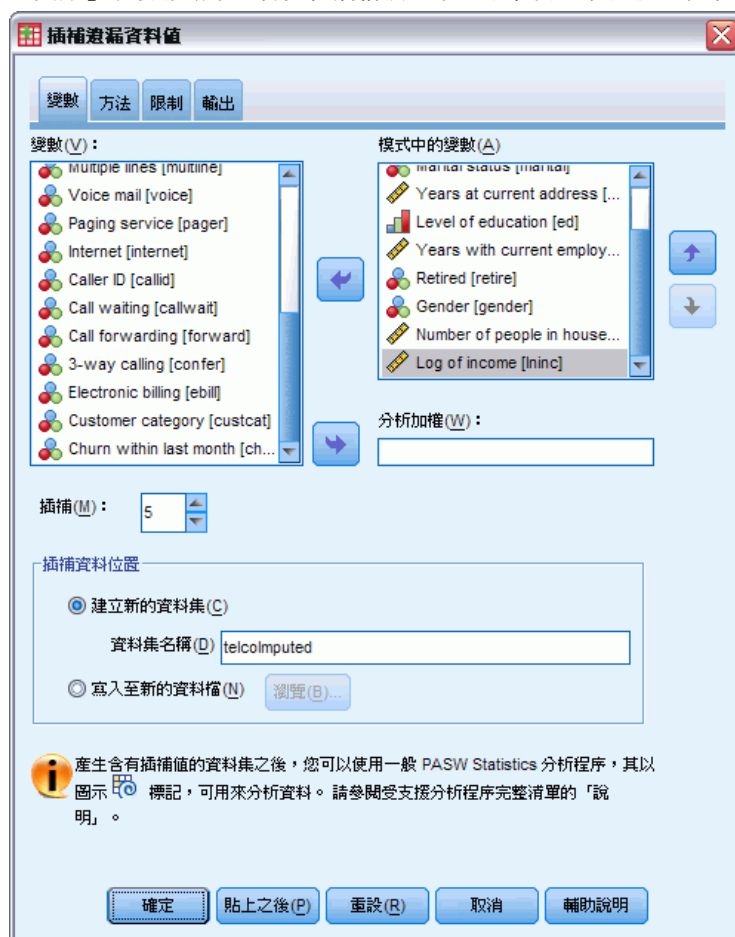 插補遺漏資料值
變數 方法 限制 輸出
變數(V)：
Multiple lines [multline]
Voice mail [voice]
Paging service [pager]
Internet [internet]
Caller ID [callid]
Call waiting [callwait]
Call forwarding [forward]
3-way calling [confer]
Electronic billing [ebill]
Customer category [custcat]
Churn within last month [ch...
模式中的變數(A)
Marital status [marital]
Years at current address [...
Level of education [ed]
Years with current employ...
Retired [retire]
Gender [gender]
Number of people in house...
Log of income [lninc]
分析加權(W)：
插補(M)：
5
插補資料位置
建立新的資料集(C)
資料集名稱(D) telcoImputed
寫入至新的資料檔(N) 瀏覽(B)...
產生含有插補值的資料集之後，您可以使用一般 PASW Statistics 分析程序，其以
圖示 標記，可用來分析資料。 請參閱受支援分析程序完整清單的「說
明」。
確定 貼上之後(P) 重設(R) 取消 輔助說明